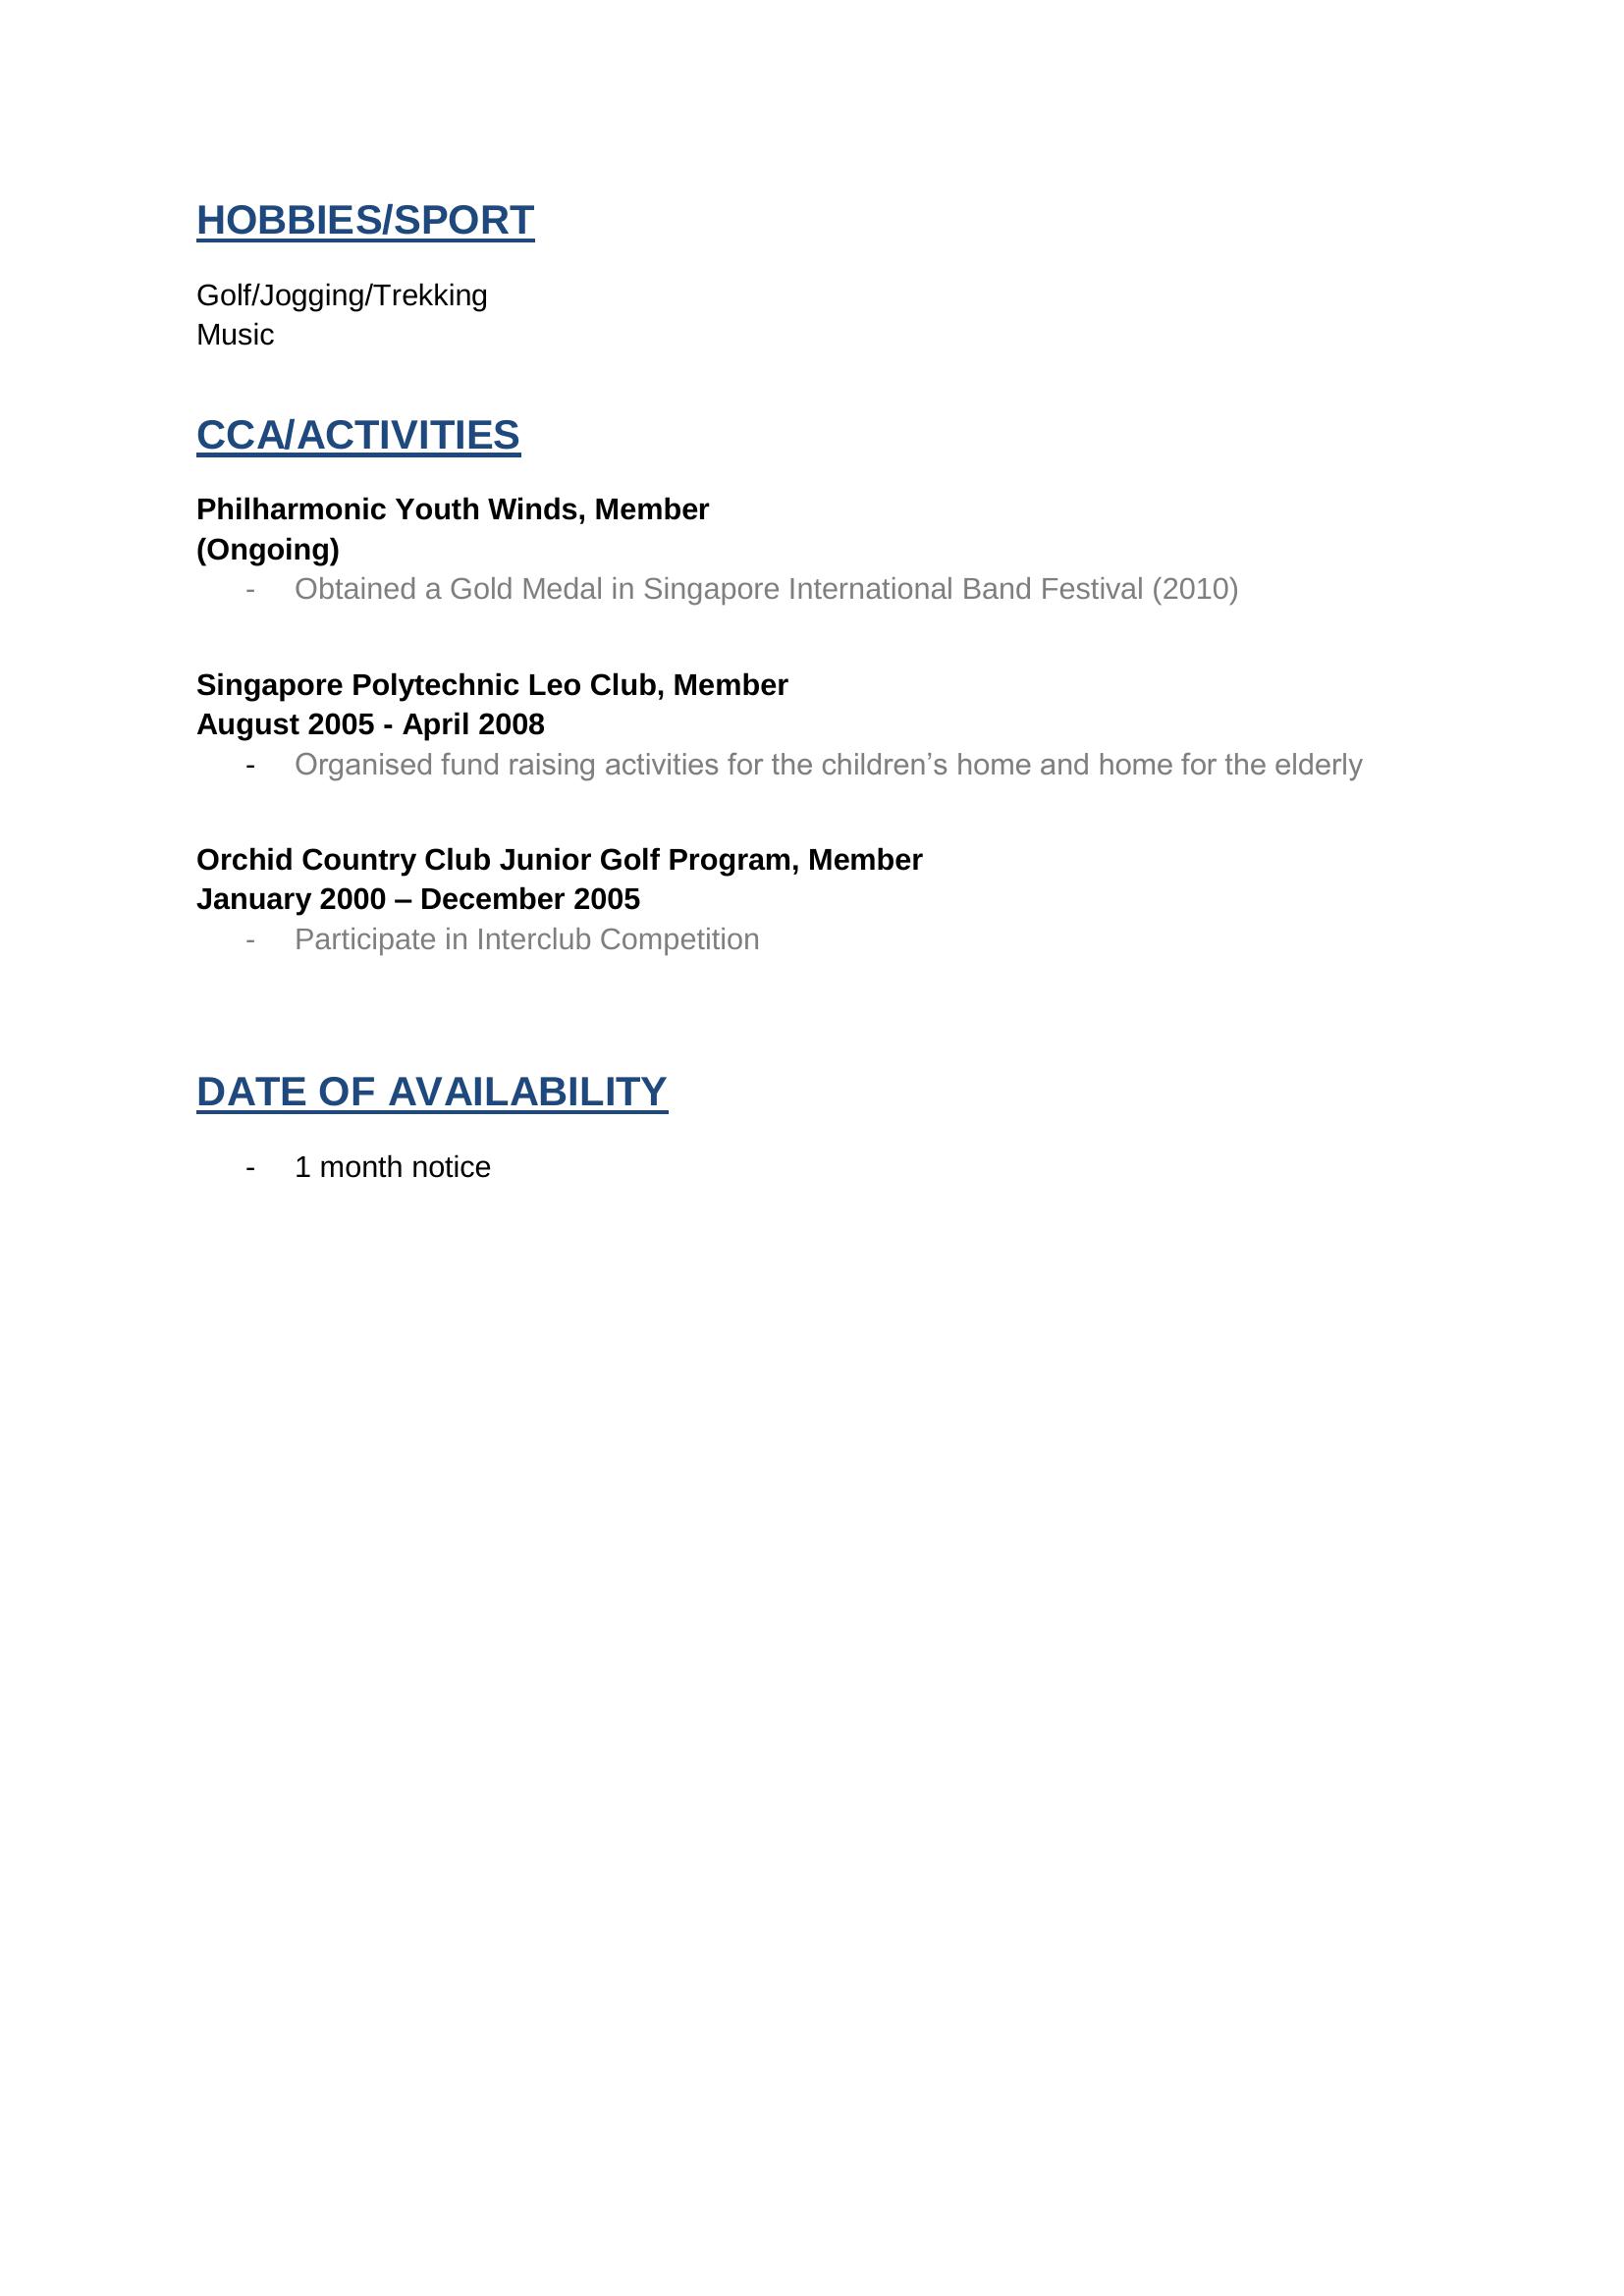 HOBBIES/SPORT
Golf/Jogging/Trekking
Music
CCA/ACTIVITIES
Philharmonic Youth Winds, Member
(Ongoing)
- Obtained a Gold Medal in Singapore International Band Festival (2010)
Singapore Polytechnic Leo Club, Member
August 2005 - April 2008
- Organised fund raising activities for the children’s home and home for the elderly
Orchid Country Club Junior Golf Program, Member
January 2000 – December 2005
- Participate in Interclub Competition
DATE OF AVAILABILITY
- 1 month notice